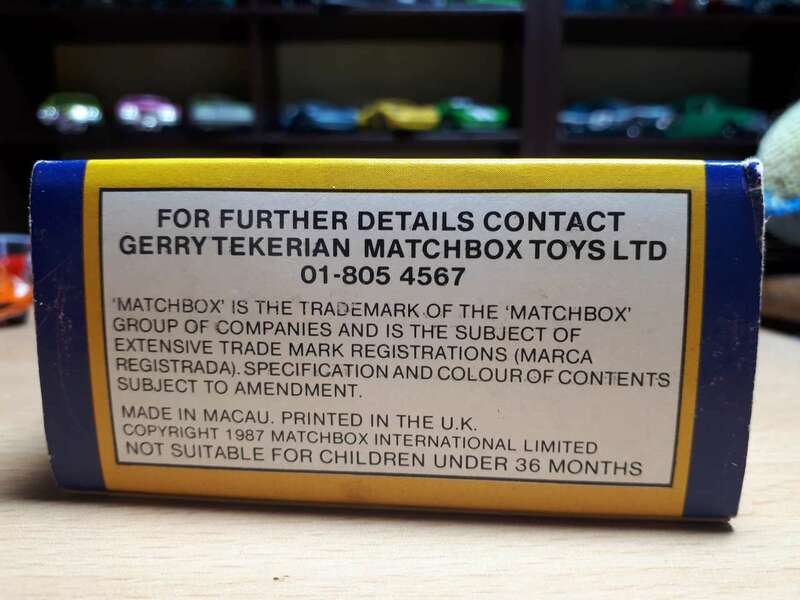 FOR FURTHER DETAILS CONTACT
GERRY TEKERIAN MATCHBOX TOYS LTD
01-805 4567
'MATCHBOX' IS THE TRADEMARK OF THE 'MATCHBOX'
GROUP OF COMPANIES AND IS THE SUBJECT OF
EXTENSIVE TRADE MARK REGISTRATIONS (MARCA
REGISTRADA). SPECIFICATION AND COLOUR OF CONTENTS
SUBJECT TO AMENDMENT.
MADE IN MACAU. PRINTED IN THE U.K.
COPYRIGHT 1987 MATCHBOX INTERNATIONAL LIMITED
NOT SUITABLE FOR CHILDREN UNDER 36 MONTHS